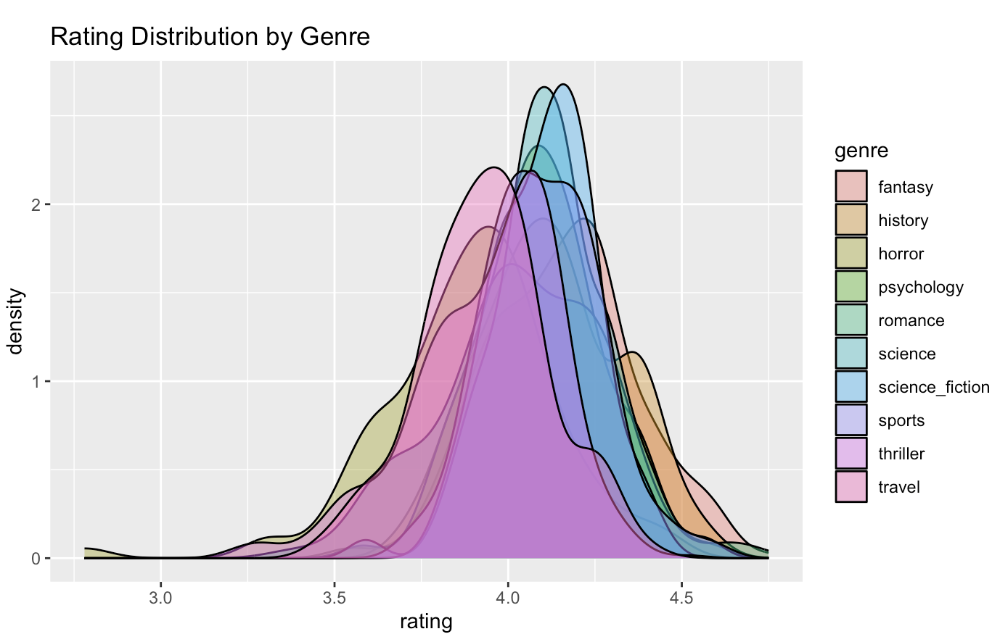 Rating Distribution by Genre
density
2
1
0
3.0 3.5 4.0 4.5
rating
genre
fantasy
history
horror
psychology
romance
science
science_fiction
sports
thriller
travel